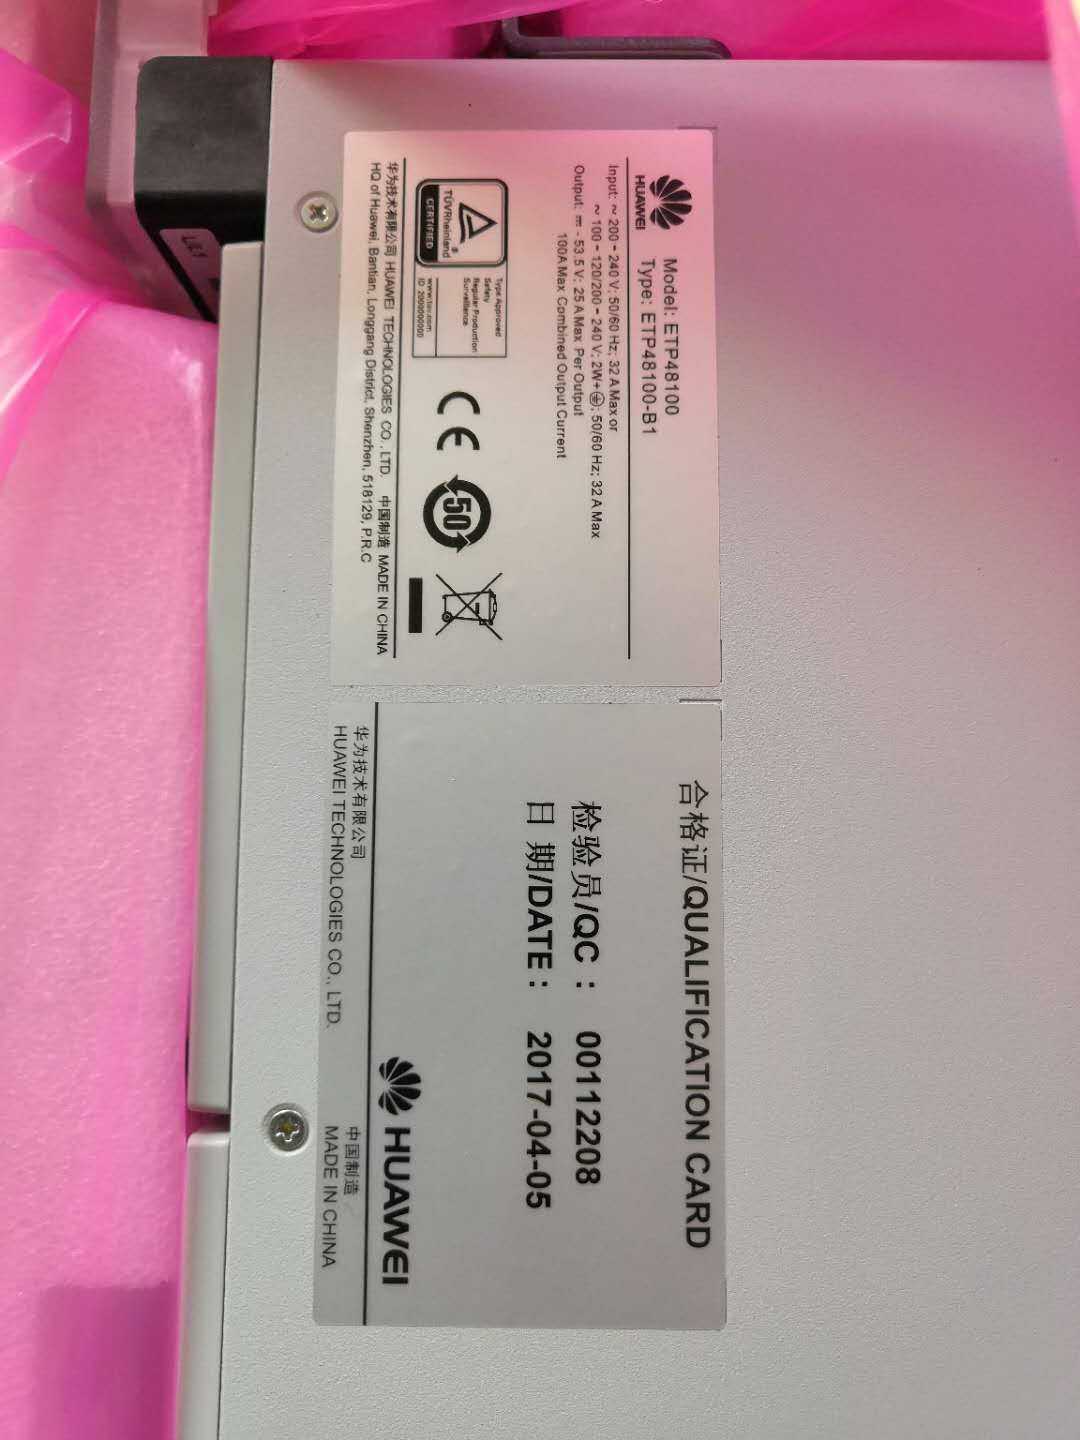 HUAWEI
Model: ETP48100
Type: ETP48100-B1
Input: ~ 200-240 V; 50/60 Hz; 32 A Max or
~ 100-120/200-240 V; 2W+; 50/60 Hz; 32 A Max
Output: ⎓ - 53.5 V; 25 A Max Per Output
100A Max Combined Output Current
TÜVRheinland®
CERTIFIED
Type Approved
Safety
Regular Production
Surveillance
www.tuv.com
ID 2000000000
CE
50
华为技术有限公司 HUAWEI TECHNOLOGIES CO., LTD. 中国制造 MADE IN CHINA
HQ of Huawei, Bantian, Longgang District, Shenzhen, 518129, P.R.C
合格证/QUALIFICATION CARD
检验员/QC： 00112208
日 期/DATE： 2017-04-05
HUAWEI
华为技术有限公司 中国制造
HUAWEI TECHNOLOGIES CO., LTD. MADE IN CHINA